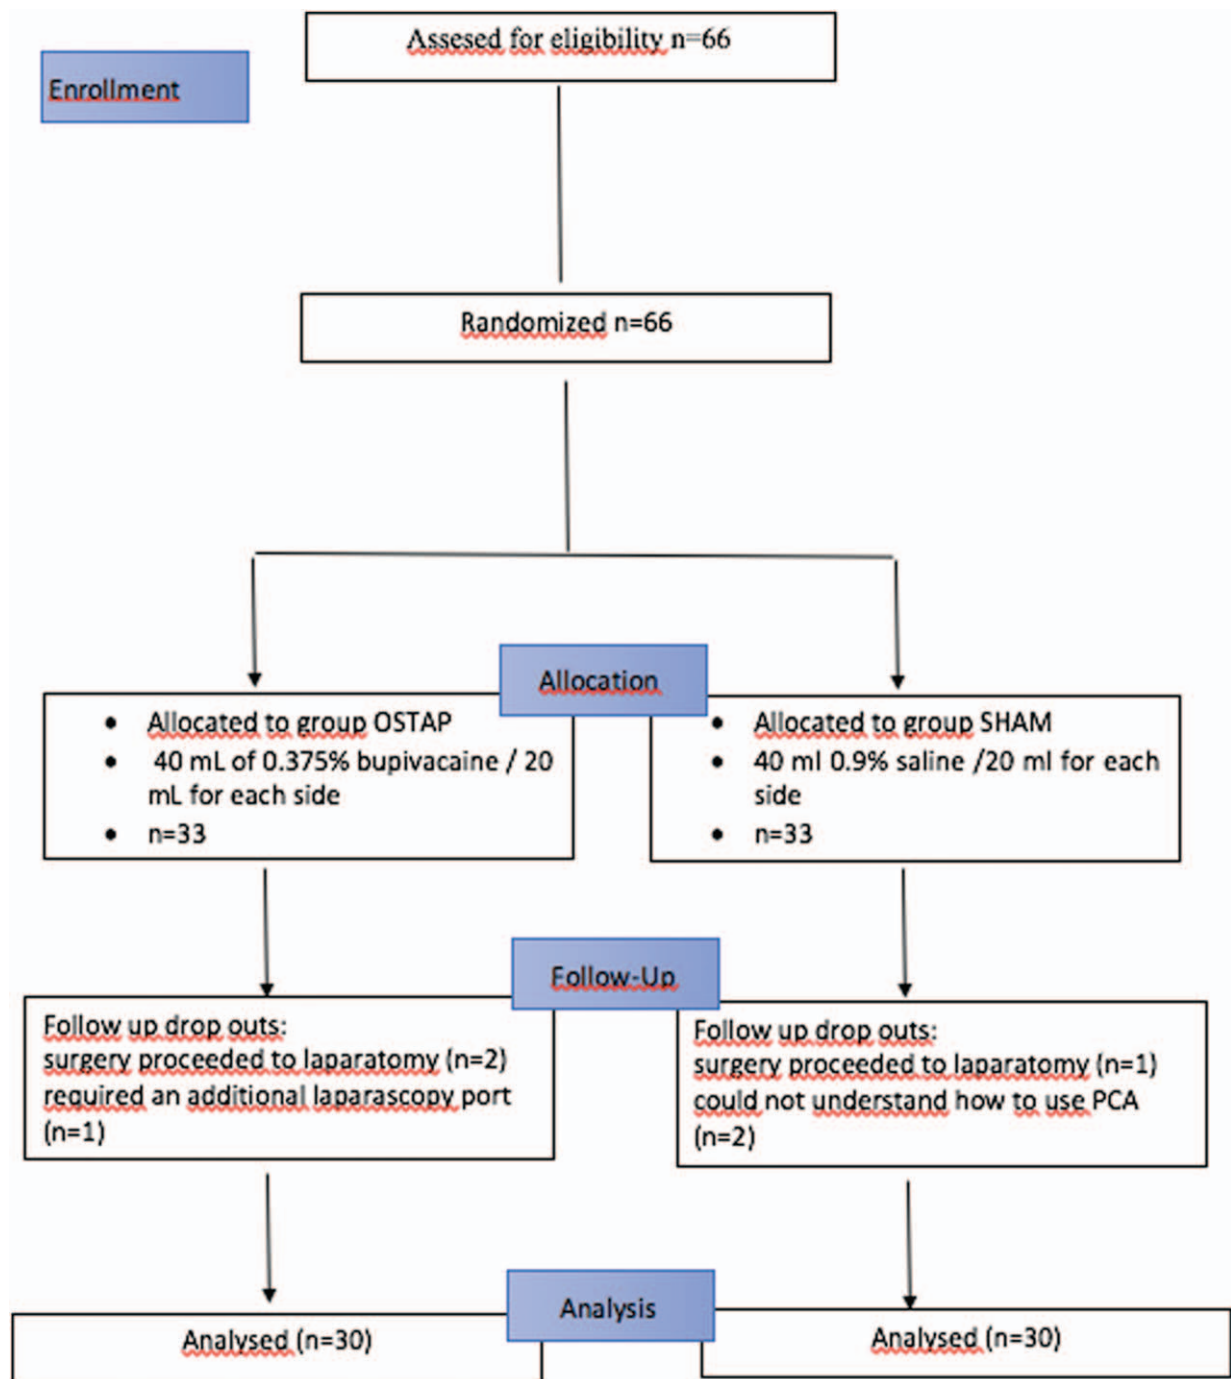 Assesed for eligibility n=66
Enrollment
Randomized n=66
Allocation
• Allocated to group OSTAP
• 40 mL of 0.375% bupivacaine / 20
mL for each side
• n=33
• Allocated to group SHAM
• 40 ml 0.9% saline /20 ml for each
side
• n=33
Follow-Up
Follow up drop outs:
surgery proceeded to laparatomy (n=2)
required an additional laparascopy port
(n=1)
Follow up drop outs:
surgery proceeded to laparatomy (n=1)
could not understand how to use PCA
(n=2)
Analysis
Analysed (n=30)
Analysed (n=30)